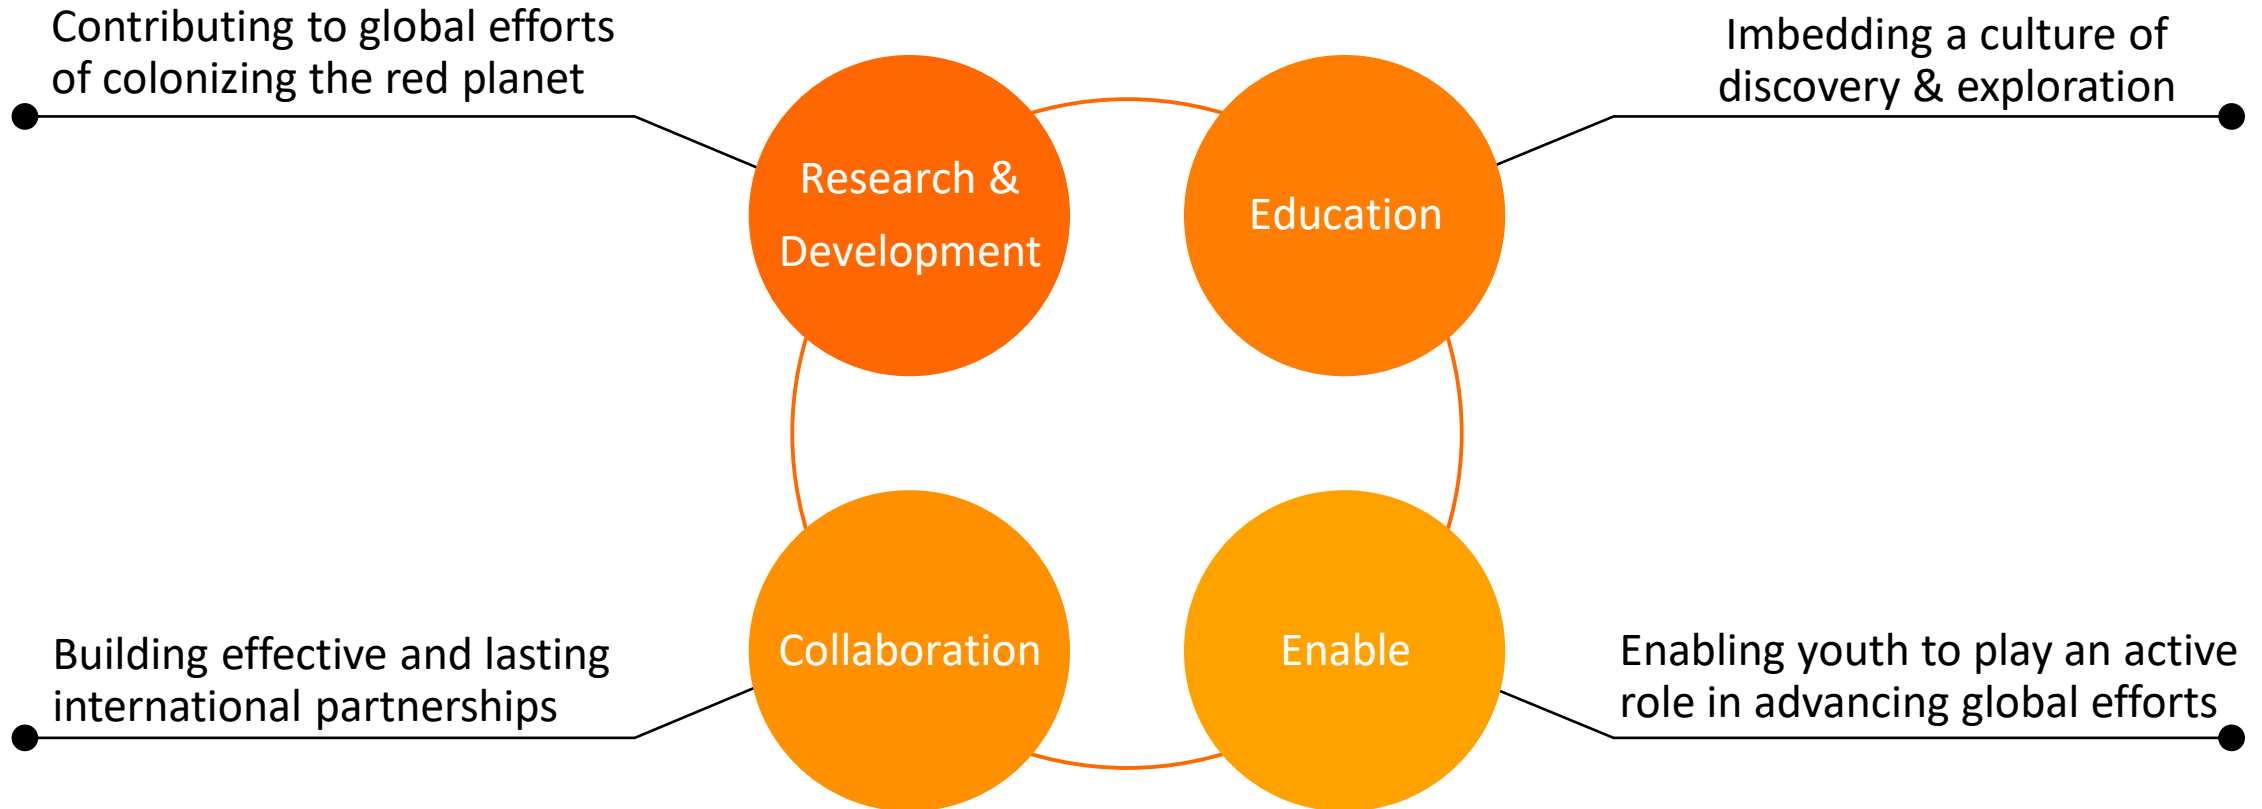 Contributing to global efforts
of colonizing the red planet
Imbedding a culture of
discovery & exploration
Research &
Development
Education
Collaboration
Enable
Building effective and lasting
international partnerships
Enabling youth to play an active
role in advancing global efforts